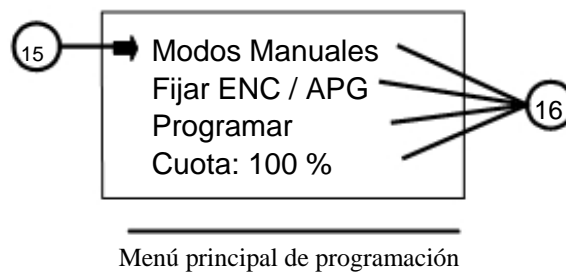 15
Modos Manuales
Fijar ENC / APG
Programar
Cuota: 100 %
16
Menú principal de programación